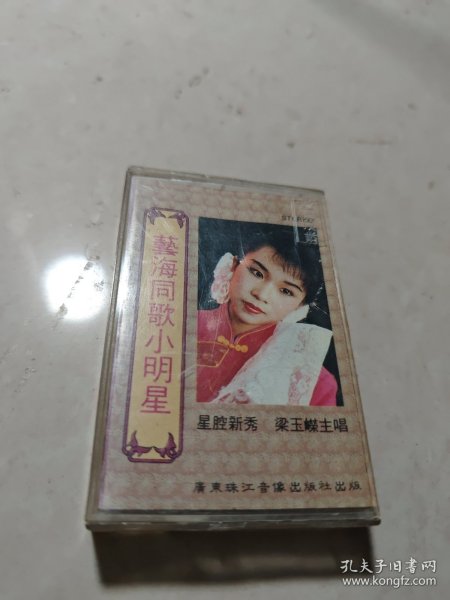 藝海同歌小明星
STEREO
星腔新秀 梁玉嶸主唱
廣東珠江音像出版社出版
孔夫子旧书网
www.kongfz.com